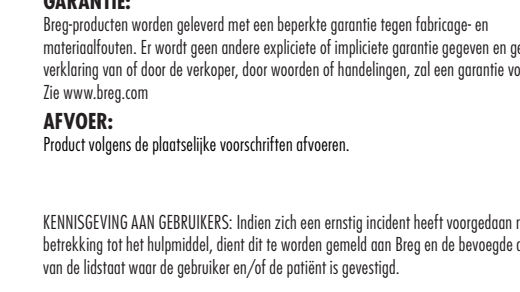 GARANTIE:
Breg-producten worden geleverd met een beperkte garantie tegen fabricage- en
materiaalfouten. Er wordt geen andere expliciete of impliciete garantie gegeven en
verklaring van of door de verkoper, door woorden of handelingen, zal een garantie
Zie www.breg.com
AFVOER:
Product volgens de plaatselijke voorschriften afvoeren.
KENNISGEVING AAN GEBRUIKERS: Indien zich een ernstig incident heeft voorgedaan
betrekking tot het hulpmiddel, dient dit te worden gemeld aan Breg en de bevoegde
van de lidstaat waar de gebruiker en/of de patiënt is gevestigd.